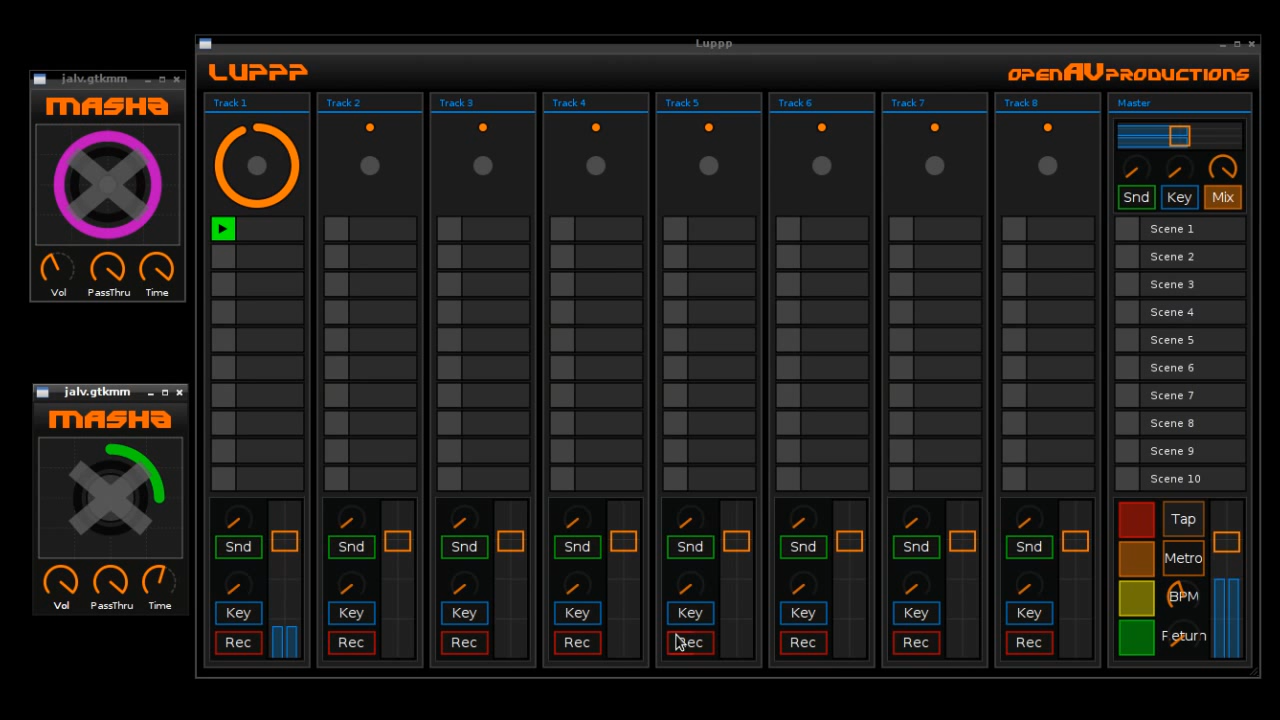 Luppp
LUPPP
OPENAVPRODUCTIONS
Track 1 Track 2 Track 3 Track 4 Track 5 Track 6 Track 7 Track 8 Master
Snd Key Mix
Scene 1
Scene 2
Scene 3
Scene 4
Scene 5
Scene 6
Scene 7
Scene 8
Scene 9
Scene 10
Snd Snd Snd Snd Snd Snd Snd Snd
Key Key Key Key Key Key Key Key
Rec Rec Rec Rec Rec Rec Rec Rec
Tap
Metro
BPM
Return
jalv.gtkmm
MASHA
Vol PassThru Time
jalv.gtkmm
MASHA
Vol PassThru Time